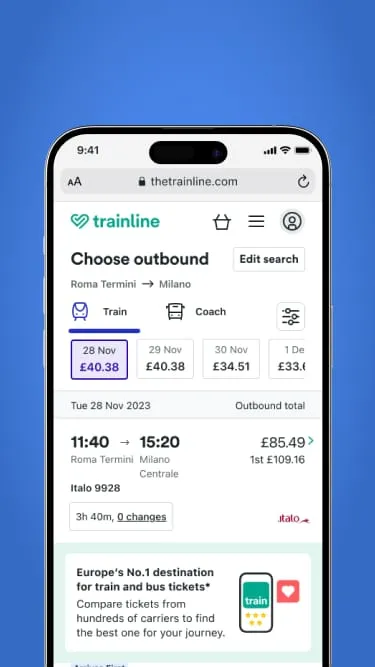 9:41
AA thetrainline.com
trainline
Choose outbound Edit search
Roma Termini → Milano
Train Coach
28 Nov 29 Nov 30 Nov 1 De
£40.38 £40.38 £34.51 £33.6
Tue 28 Nov 2023 Outbound total
11:40 → 15:20 £85.49
Roma Termini Milano 1st £109.16
Centrale
Italo 9928
3h 40m, 0 changes italo
Europe's No.1 destination
for train and bus tickets*
Compare tickets from
hundreds of carriers to find
the best one for your journey.
train
Arrives First